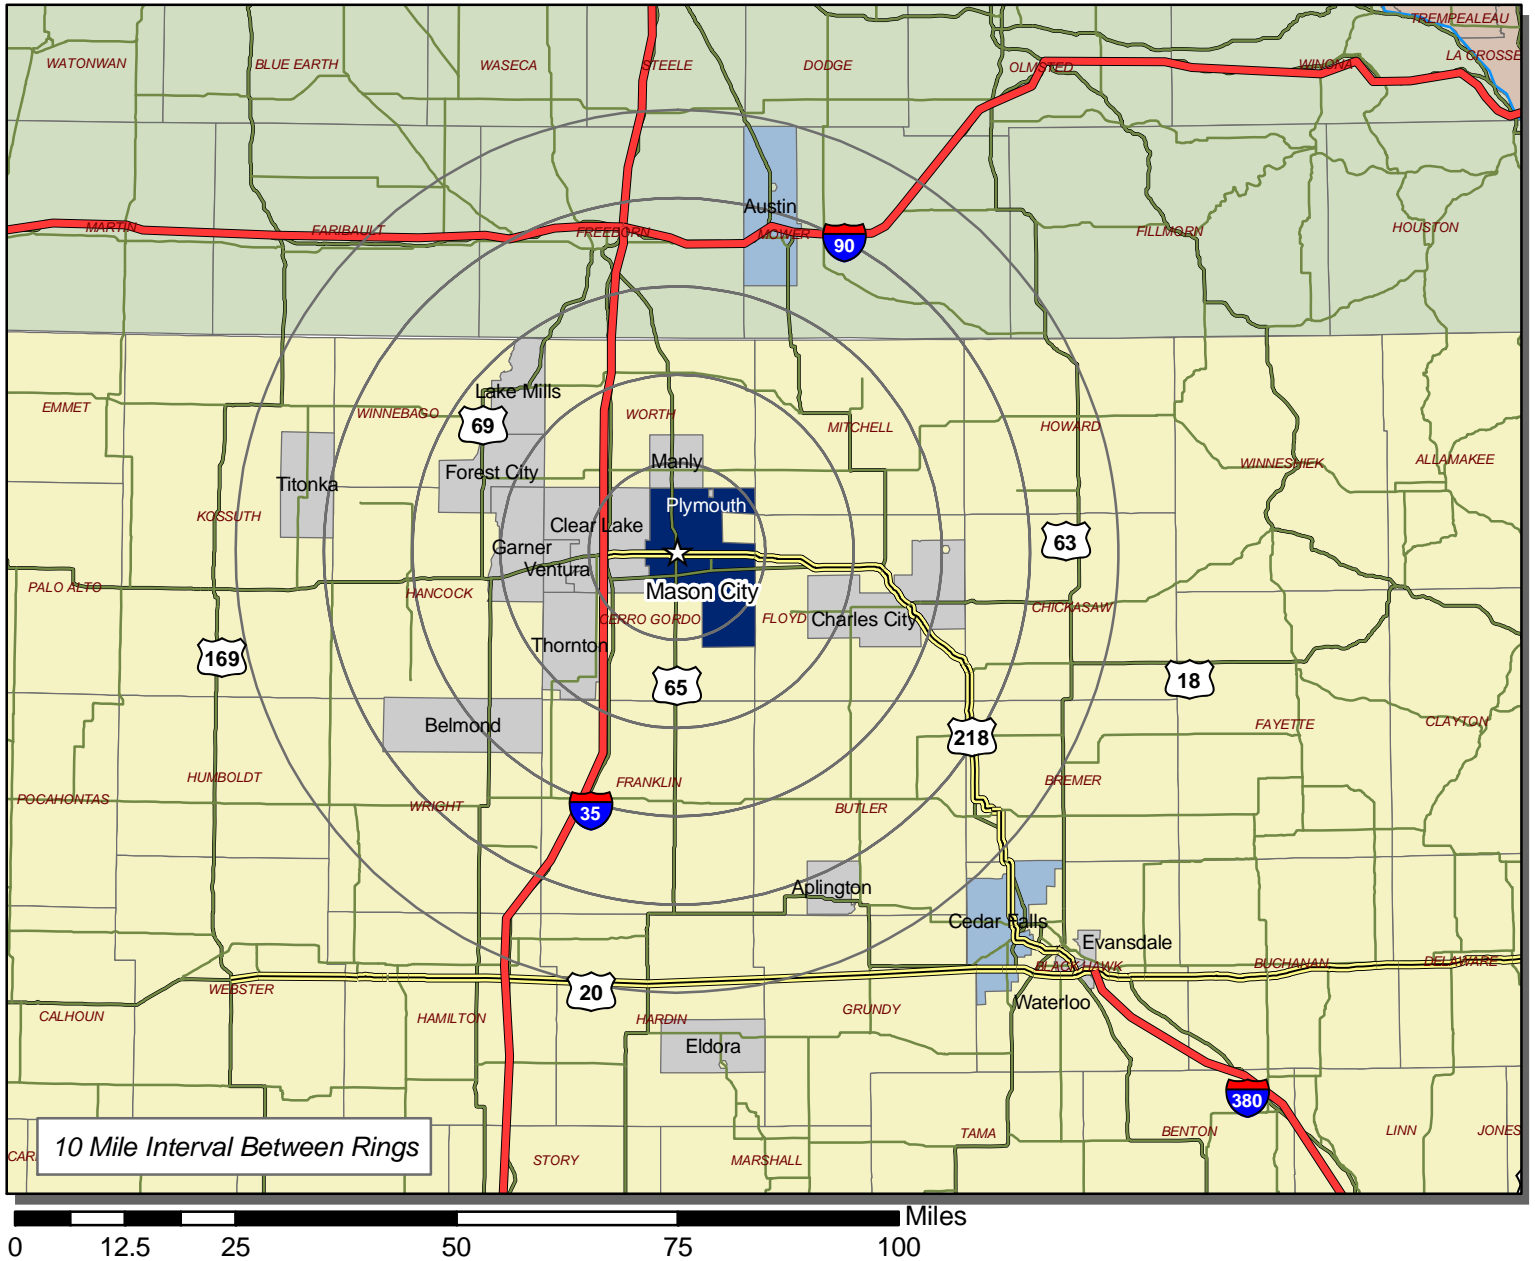 TREMPEALEAU
WATONWAN
BLUE EARTH
WASECA
STEELE
DODGE
OLMSTED
WINONA
LA CROSSE
Austin
MARTIN
FARIBAULT
FREEBORN
MOWER
90
FILLMORN
HOUSTON
Lake Mills
EMMET
WINNEBAGO
69
WORTH
MITCHELL
HOWARD
Manly
WINNESHIEK
ALLAMAKEE
Forest City
Titonka
KOSSUTH
Plymouth
Clear Lake
Garner
63
Ventura
PALO ALTO
HANCOCK
Mason City
CHICKASAW
CERRO GORDO
FLOYD
Charles City
Thornton
169
65
18
Belmond
218
FAYETTE
CLAYTON
HUMBOLDT
FRANKLIN
BREMER
POCAHONTAS
WRIGHT
35
BUTLER
Aplington
Cedar Falls
Evansdale
BLACK HAWK
BUCHANAN
DELAWARE
WEBSTER
20
Waterloo
CALHOUN
HAMILTON
HARDIN
GRUNDY
Eldora
380
10 Mile Interval Between Rings
CAR
STORY
MARSHALL
TAMA
BENTON
LINN
JONES
Miles
0 12.5 25 50 75 100